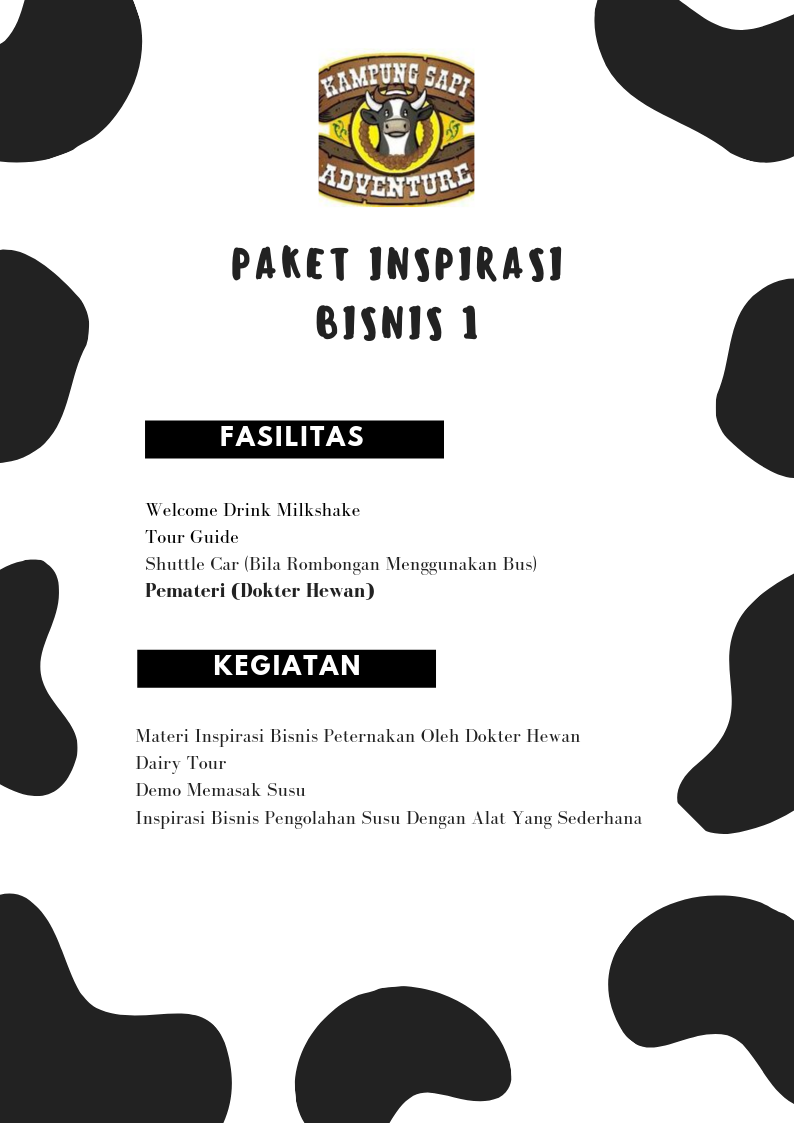 KAMPUNG SAPI
ADVENTURE
PAKET INSPIRASI
BISNIS 1
FASILITAS
Welcome Drink Milkshake
Tour Guide
Shuttle Car (Bila Rombongan Menggunakan Bus)
Pemateri (Dokter Hewan)
KEGIATAN
Materi Inspirasi Bisnis Peternakan Oleh Dokter Hewan
Dairy Tour
Demo Memasak Susu
Inspirasi Bisnis Pengolahan Susu Dengan Alat Yang Sederhana